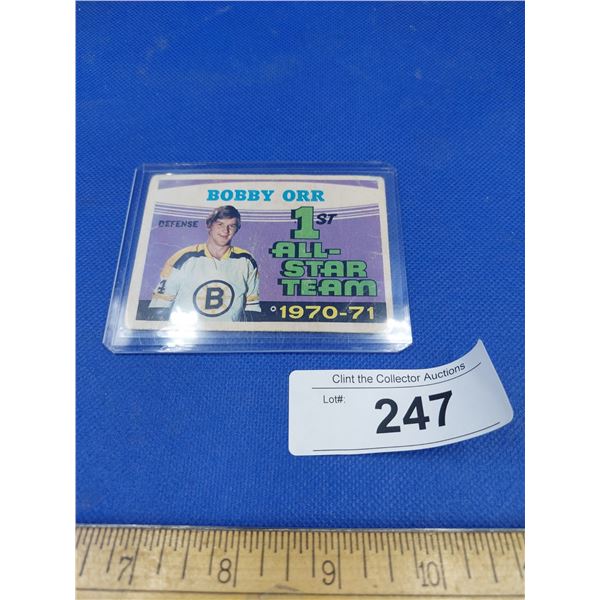 BOBBY ORR
DEFENSE
1ST
ALL-
STAR
TEAM
4
B
1970-71
Clint the Collector Auctions
Lot#:
247
7 8 9 10